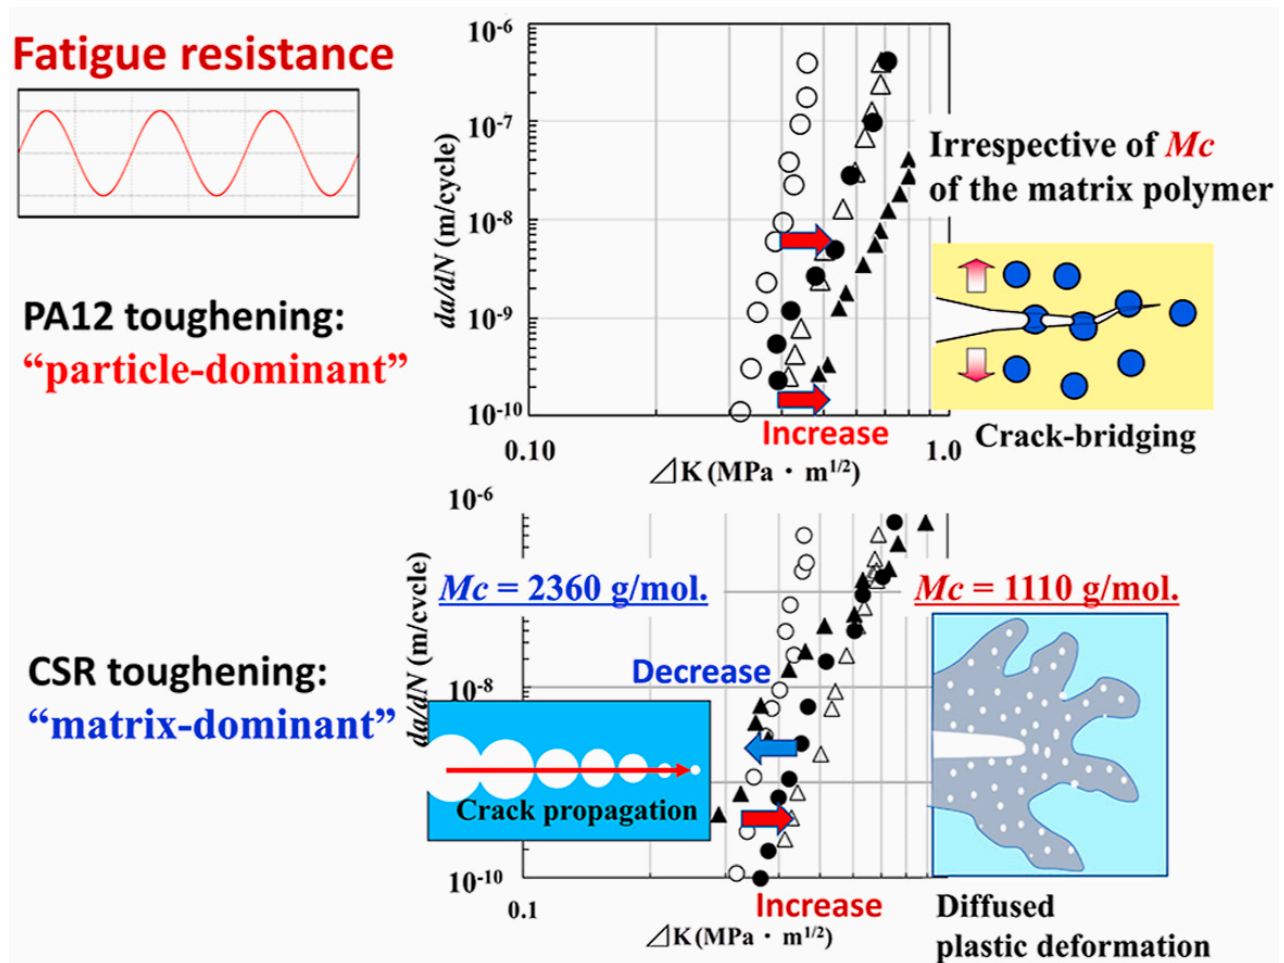 Fatigue resistance
PA12 toughening:
“particle-dominant”
10-6
10-7
10-8
10-9
10-10
da/dN (m/cycle)
0.10
1.0
⊿K (MPa・m1/2)
Increase
Irrespective of Mc
of the matrix polymer
Crack-bridging
CSR toughening:
“matrix-dominant”
10-6
10-8
10-10
da/dN (m/cycle)
0.1
⊿K (MPa・m1/2)
Mc = 2360 g/mol.
Mc = 1110 g/mol.
Decrease
Crack propagation
Increase
Diffused
plastic deformation